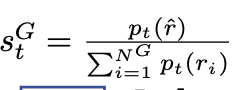 s_t^G = \frac{p_t(\hat{r})}{\sum_{i=1}^{N^G} p_t(r_i)}